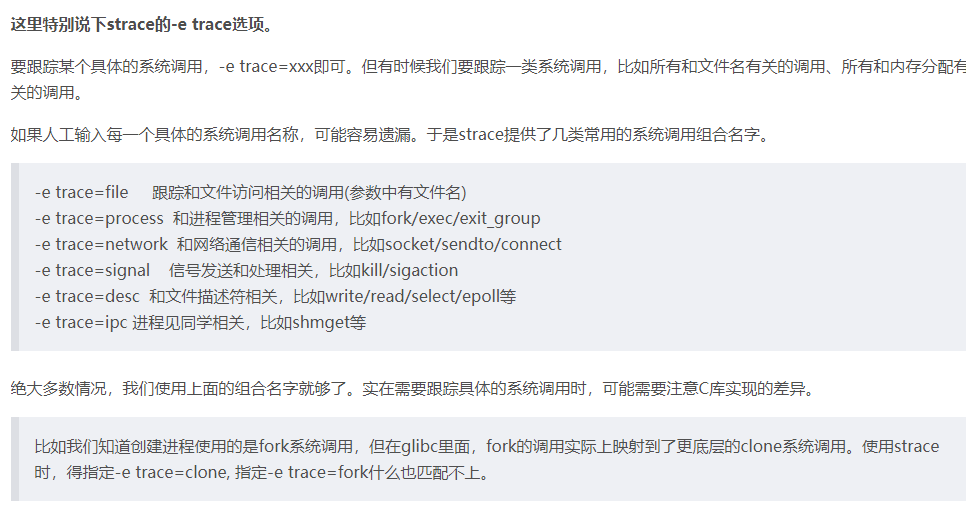 这里特别说下strace的-e trace选项。
要跟踪某个具体的系统调用，-e trace=xxx即可。但有时候我们要跟踪一类系统调用，比如所有和文件名有关的调用、所有和内存分配有
关的调用。
如果人工输入每一个具体的系统调用名称，可能容易遗漏。于是strace提供了几类常用的系统调用组合名字。
-e trace=file     跟踪和文件访问相关的调用(参数中有文件名)
-e trace=process  和进程管理相关的调用，比如fork/exec/exit_group
-e trace=network  和网络通信相关的调用，比如socket/sendto/connect
-e trace=signal    信号发送和处理相关，比如kill/sigaction
-e trace=desc  和文件描述符相关，比如write/read/select/epoll等
-e trace=ipc 进程见同学相关，比如shmget等
绝大多数情况，我们使用上面的组合名字就够了。实在需要跟踪具体的系统调用时，可能需要注意C库实现的差异。
比如我们知道创建进程使用的是fork系统调用，但在glibc里面，fork的调用实际上映射到了更底层的clone系统调用。使用strace
时，得指定-e trace=clone, 指定-e trace=fork什么也匹配不上。